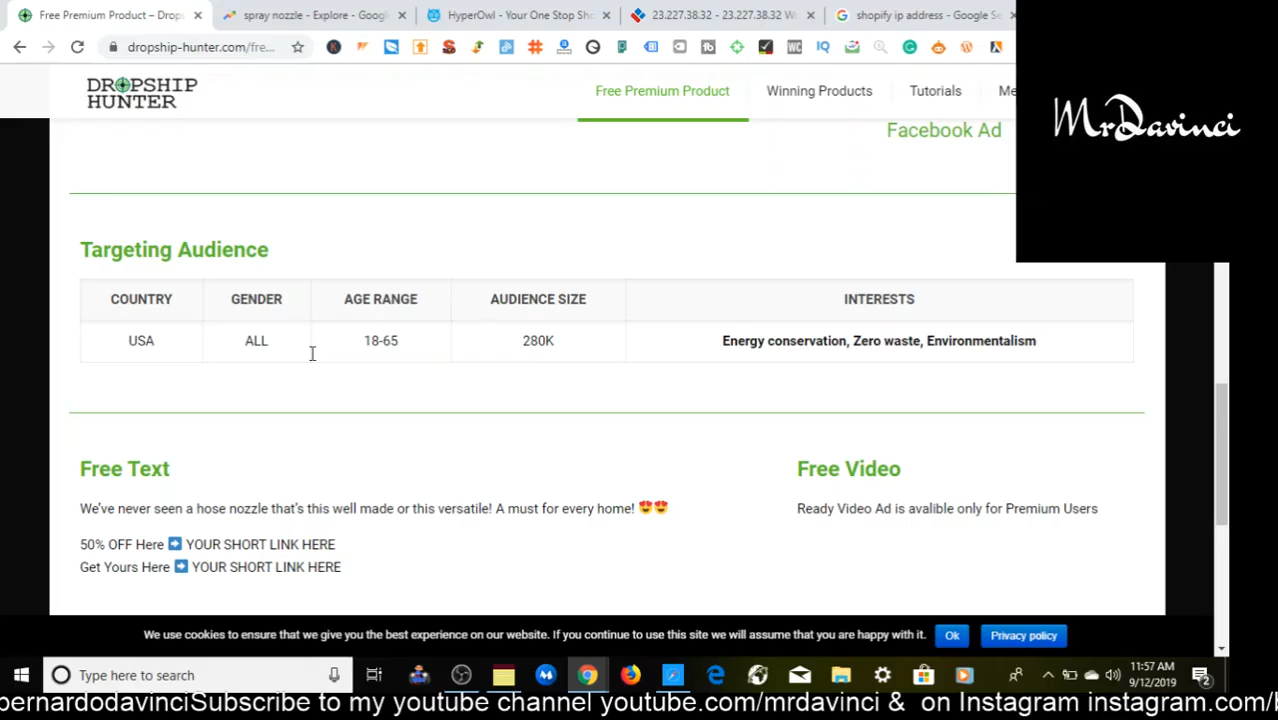 Free Premium Product – Drops
spray nozzle - Explore - Googl
HyperOwl - Your One Stop Sho
23.227.38.32 - 23.227.38.32 W
shopify ip address - Google Se
dropship-hunter.com/fre...
DROPSHIP
HUNTER
Free Premium Product
Winning Products
Tutorials
Me
MrDavinci
Facebook Ad
Targeting Audience
COUNTRY GENDER AGE RANGE AUDIENCE SIZE INTERESTS
USA ALL 18-65 280K Energy conservation, Zero waste, Environmentalism
Free Text
Free Video
We've never seen a hose nozzle that's this well made or this versatile! A must for every home! 😍😍
Ready Video Ad is avalible only for Premium Users
50% OFF Here ➡ YOUR SHORT LINK HERE
Get Yours Here ➡ YOUR SHORT LINK HERE
We use cookies to ensure that we give you the best experience on our website. If you continue to use this site we will assume that you are happy with it.
Ok
Privacy policy
Type here to search
11:57 AM
9/12/2019
bernardodavinciSubscribe to my youtube channel youtube.com/mrdavinci & on Instagram instagram.com/b